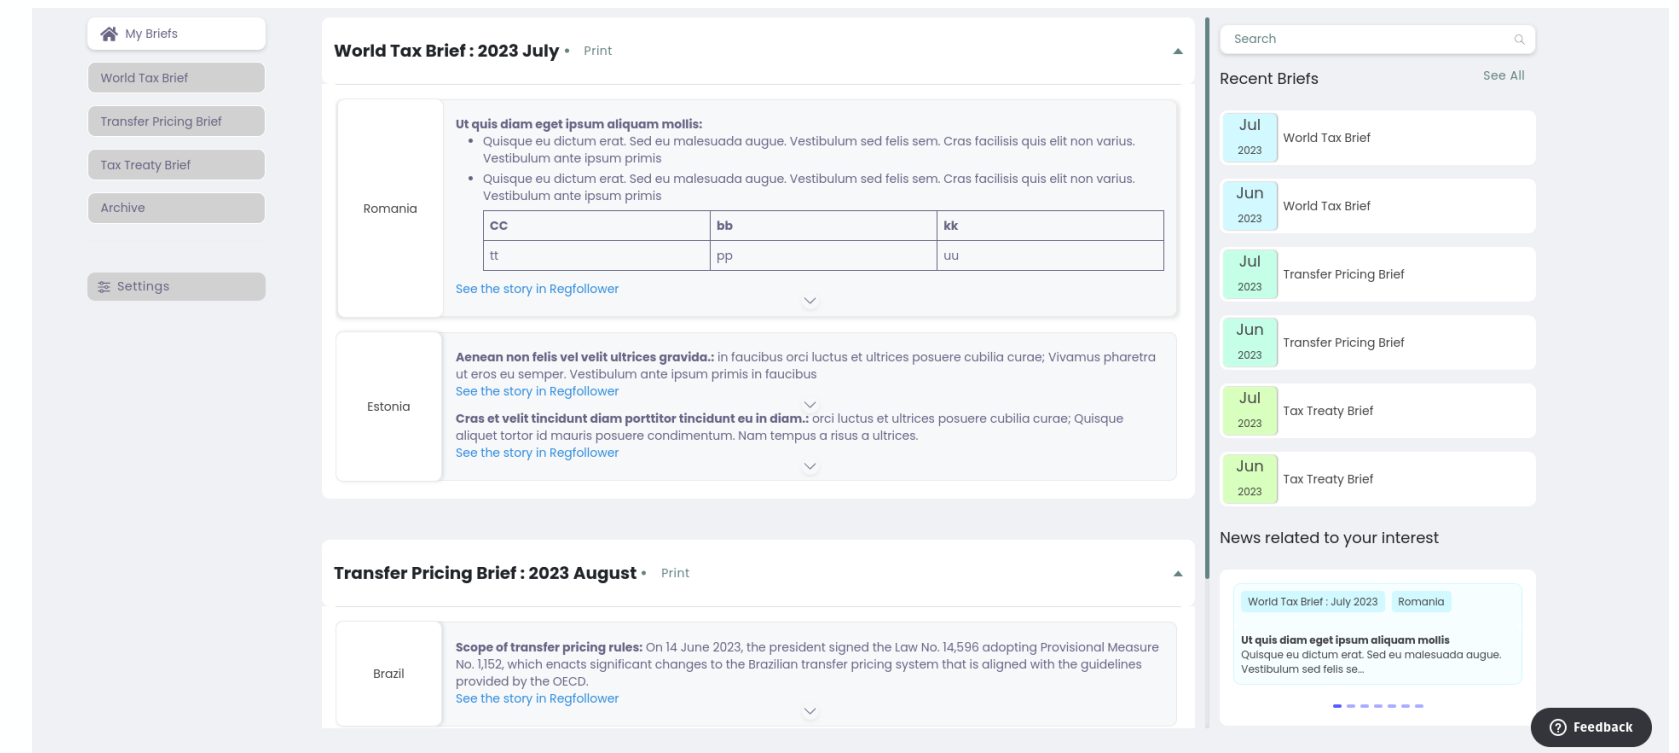 My Briefs
World Tax Brief
Transfer Pricing Brief
Tax Treaty Brief
Archive
Settings
World Tax Brief : 2023 July • Print
Romania
Ut quis diam eget ipsum aliquam mollis:
• Quisque eu dictum erat. Sed eu malesuada augue. Vestibulum sed felis sem. Cras facilisis quis elit non varius.
Vestibulum ante ipsum primis
• Quisque eu dictum erat. Sed eu malesuada augue. Vestibulum sed felis sem. Cras facilisis quis elit non varius.
Vestibulum ante ipsum primis
CC bb kk
tt pp uu
See the story in Regfollower
Estonia
Aenean non felis vel velit ultrices gravida.: in faucibus orci luctus et ultrices posuere cubilia curae; Vivamus pharetra
ut eros eu semper. Vestibulum ante ipsum primis in faucibus
See the story in Regfollower
Cras et velit tincidunt diam porttitor tincidunt eu in diam.: orci luctus et ultrices posuere cubilia curae; Quisque
aliquet tortor id mauris posuere condimentum. Nam tempus a risus a ultrices.
See the story in Regfollower
Transfer Pricing Brief : 2023 August • Print
Brazil
Scope of transfer pricing rules: On 14 June 2023, the president signed the Law No. 14,596 adopting Provisional Measure
No. 1,152, which enacts significant changes to the Brazilian transfer pricing system that is aligned with the guidelines
provided by the OECD.
See the story in Regfollower
Search
Recent Briefs See All
Jul
2023
World Tax Brief
Jun
2023
World Tax Brief
Jul
2023
Transfer Pricing Brief
Jun
2023
Transfer Pricing Brief
Jul
2023
Tax Treaty Brief
Jun
2023
Tax Treaty Brief
News related to your interest
World Tax Brief : July 2023 Romania
Ut quis diam eget ipsum aliquam mollis
Quisque eu dictum erat. Sed eu malesuada augue.
Vestibulum sed felis se...
Feedback